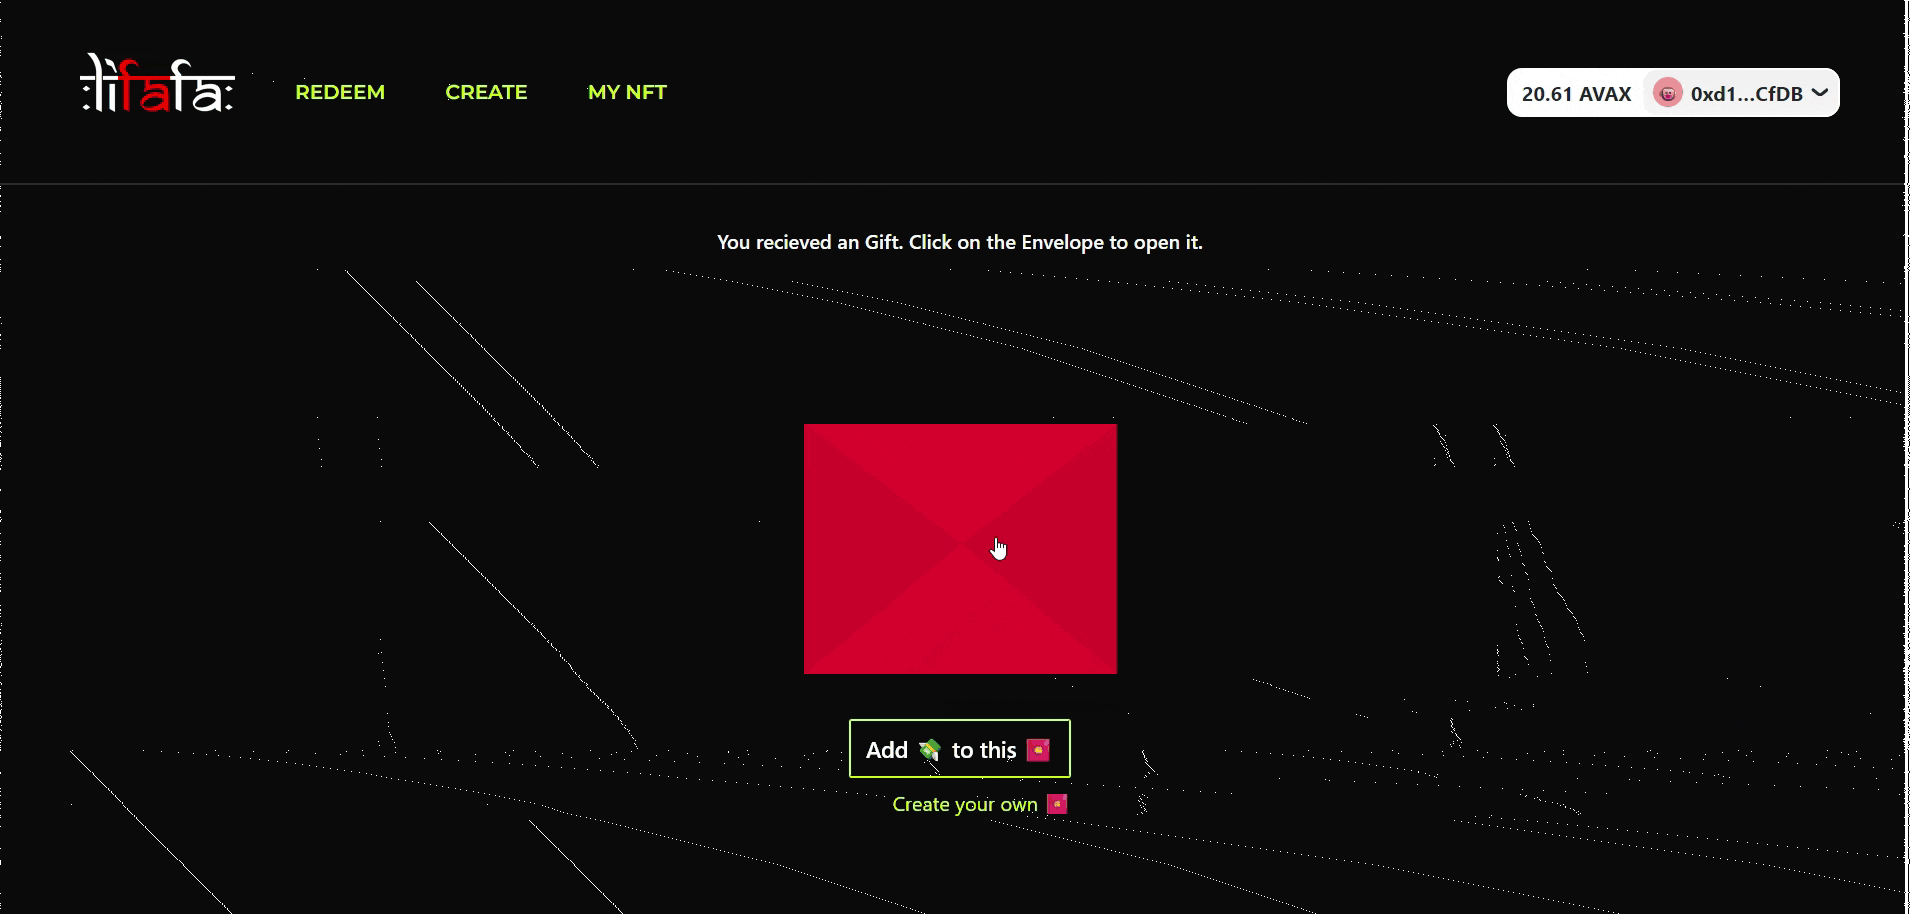 lifafa
REDEEM
CREATE
MY NFT
20.61 AVAX
0xd1...CfDB
You recieved an Gift. Click on the Envelope to open it.
Add 💸 to this 🧧
Create your own 🧧